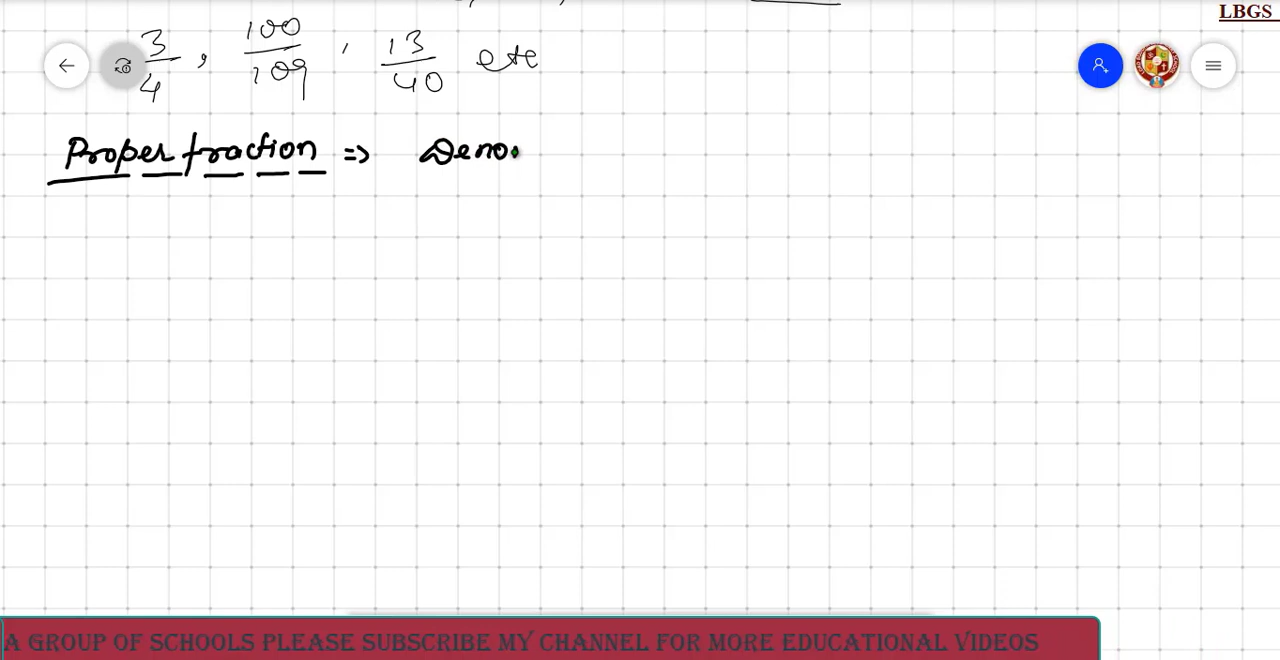 LBGS
3/4, 100/109, 13/40 etc
Proper fraction => Deno
A GROUP OF SCHOOLS PLEASE SUBSCRIBE MY CHANNEL FOR MORE EDUCATIONAL VIDEOS